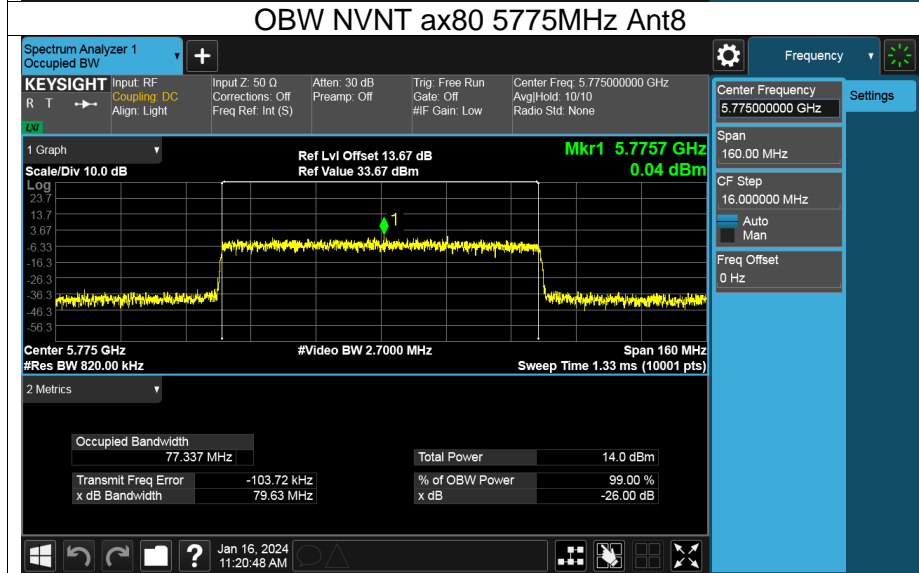 OBW NVNT ax80 5775MHz Ant8
Spectrum Analyzer 1
Occupied BW
+
Frequency
KEYSIGHT
R T
LXI
Input: RF
Coupling: DC
Align: Light
Input Z: 50 Ω
Corrections: Off
Freq Ref: Int (S)
Atten: 30 dB
Preamp: Off
Trig: Free Run
Gate: Off
#IF Gain: Low
Center Freq: 5.775000000 GHz
Avg|Hold: 10/10
Radio Std: None
Center Frequency
5.775000000 GHz
Settings
Span
160.00 MHz
CF Step
16.000000 MHz
Auto
Man
Freq Offset
0 Hz
1 Graph
Scale/Div 10.0 dB
Ref Lvl Offset 13.67 dB
Ref Value 33.67 dBm
Mkr1 5.7757 GHz
0.04 dBm
Log
23.7
13.7
3.67
-6.33
-16.3
-26.3
-36.3
-46.3
-56.3
1
Center 5.775 GHz
#Res BW 820.00 kHz
#Video BW 2.7000 MHz
Span 160 MHz
Sweep Time 1.33 ms (10001 pts)
2 Metrics
Occupied Bandwidth
77.337 MHz
Total Power 14.0 dBm
Transmit Freq Error -103.72 kHz
% of OBW Power 99.00 %
x dB Bandwidth 79.63 MHz
x dB -26.00 dB
?
Jan 16, 2024
11:20:48 AM